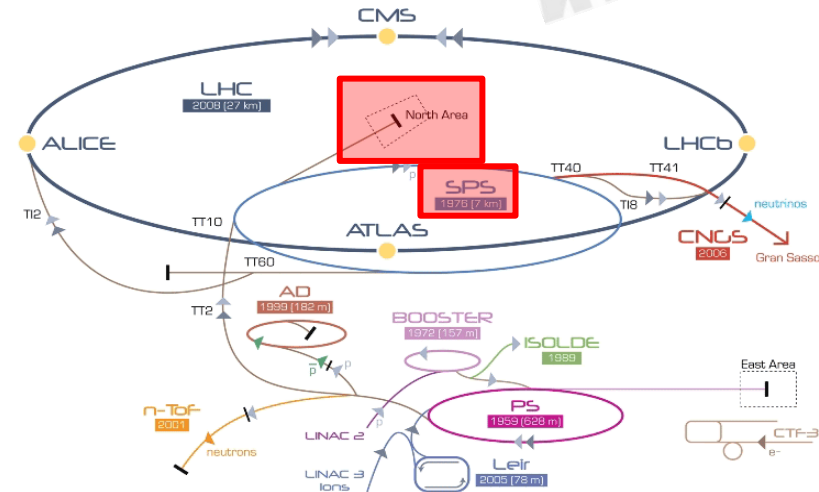 CMS
LHC
2008 (27 km)
North Area
ALICE
LHCb
TT40
TT41
SPS
1976 (7 km)
TI2
TT10
TI8
neutrinos
ATLAS
CNGS
2006
Gran Sasso
TT60
TT2
AD
1999 (182 m)
BOOSTER
1972 (157 m)
ISOLDE
1989
East Area
p
p̅
p
n-ToF
2001
PS
1959 (628 m)
LINAC 2
p
neutrons
CTF-3
e-
LINAC 3
Ions
Leir
2005 (78 m)